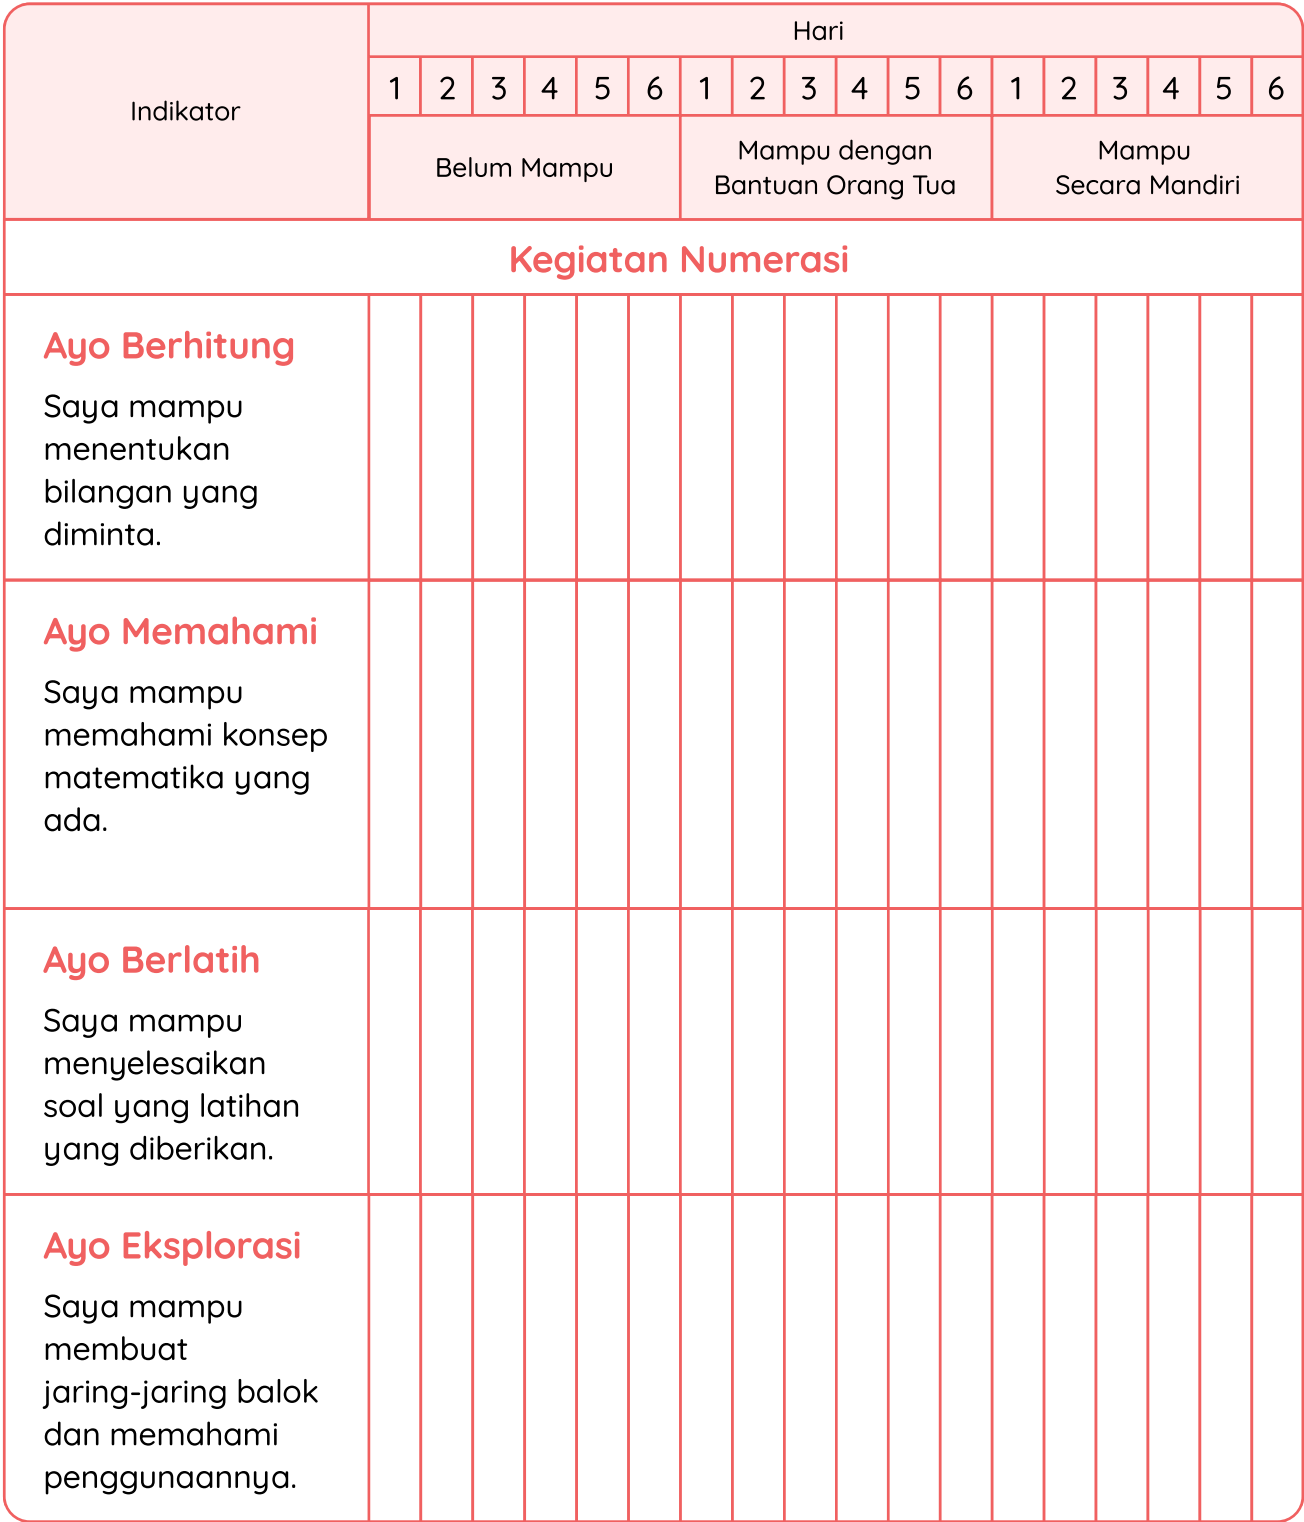 Indikator
Hari
1 2 3 4 5 6 1 2 3 4 5 6 1 2 3 4 5 6
Belum Mampu
Mampu dengan
Bantuan Orang Tua
Mampu
Secara Mandiri
Kegiatan Numerasi
Ayo Berhitung
Saya mampu
menentukan
bilangan yang
diminta.
Ayo Memahami
Saya mampu
memahami konsep
matematika yang
ada.
Ayo Berlatih
Saya mampu
menyelesaikan
soal yang latihan
yang diberikan.
Ayo Eksplorasi
Saya mampu
membuat
jaring-jaring balok
dan memahami
penggunaannya.